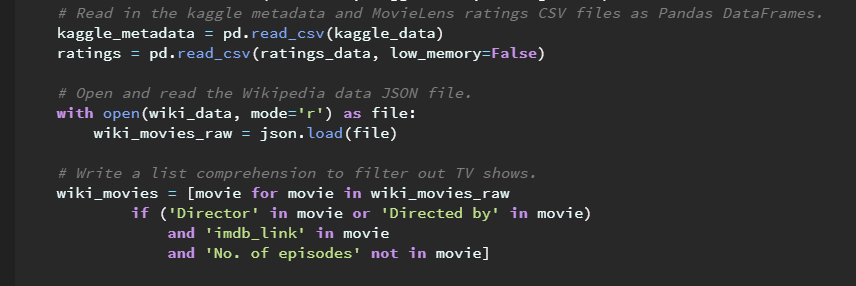 # Read in the kaggle metadata and MovieLens ratings CSV files as Pandas DataFrames.
kaggle_metadata = pd.read_csv(kaggle_data)
ratings = pd.read_csv(ratings_data, low_memory=False)
# Open and read the Wikipedia data JSON file.
with open(wiki_data, mode='r') as file:
    wiki_movies_raw = json.load(file)
# Write a list comprehension to filter out TV shows.
wiki_movies = [movie for movie in wiki_movies_raw
        if ('Director' in movie or 'Directed by' in movie)
            and 'imdb_link' in movie
            and 'No. of episodes' not in movie]